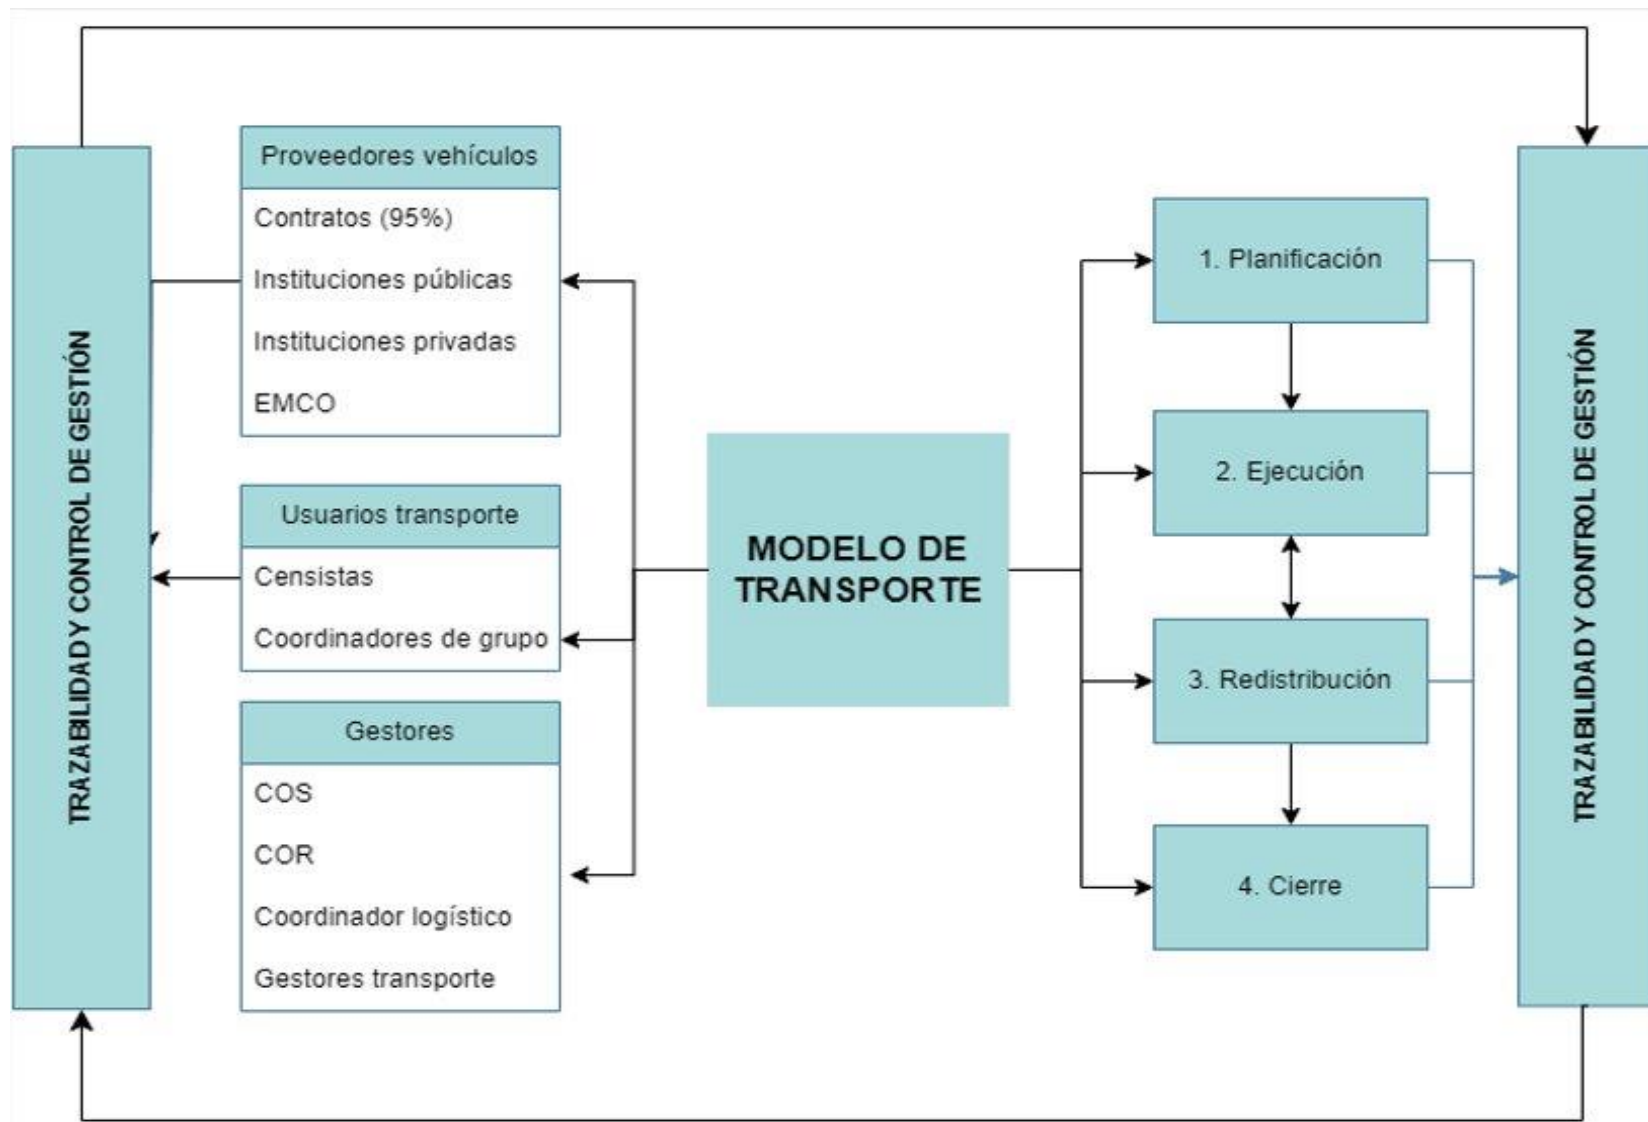 TRAZABILIDAD Y CONTROL DE GESTIÓN
Proveedores vehículos
Contratos (95%)
Instituciones públicas
Instituciones privadas
EMCO
Usuarios transporte
Censistas
Coordinadores de grupo
Gestores
COS
COR
Coordinador logístico
Gestores transporte
MODELO DE
TRANSPORTE
1. Planificación
2. Ejecución
3. Redistribución
4. Cierre
TRAZABILIDAD Y CONTROL DE GESTIÓN